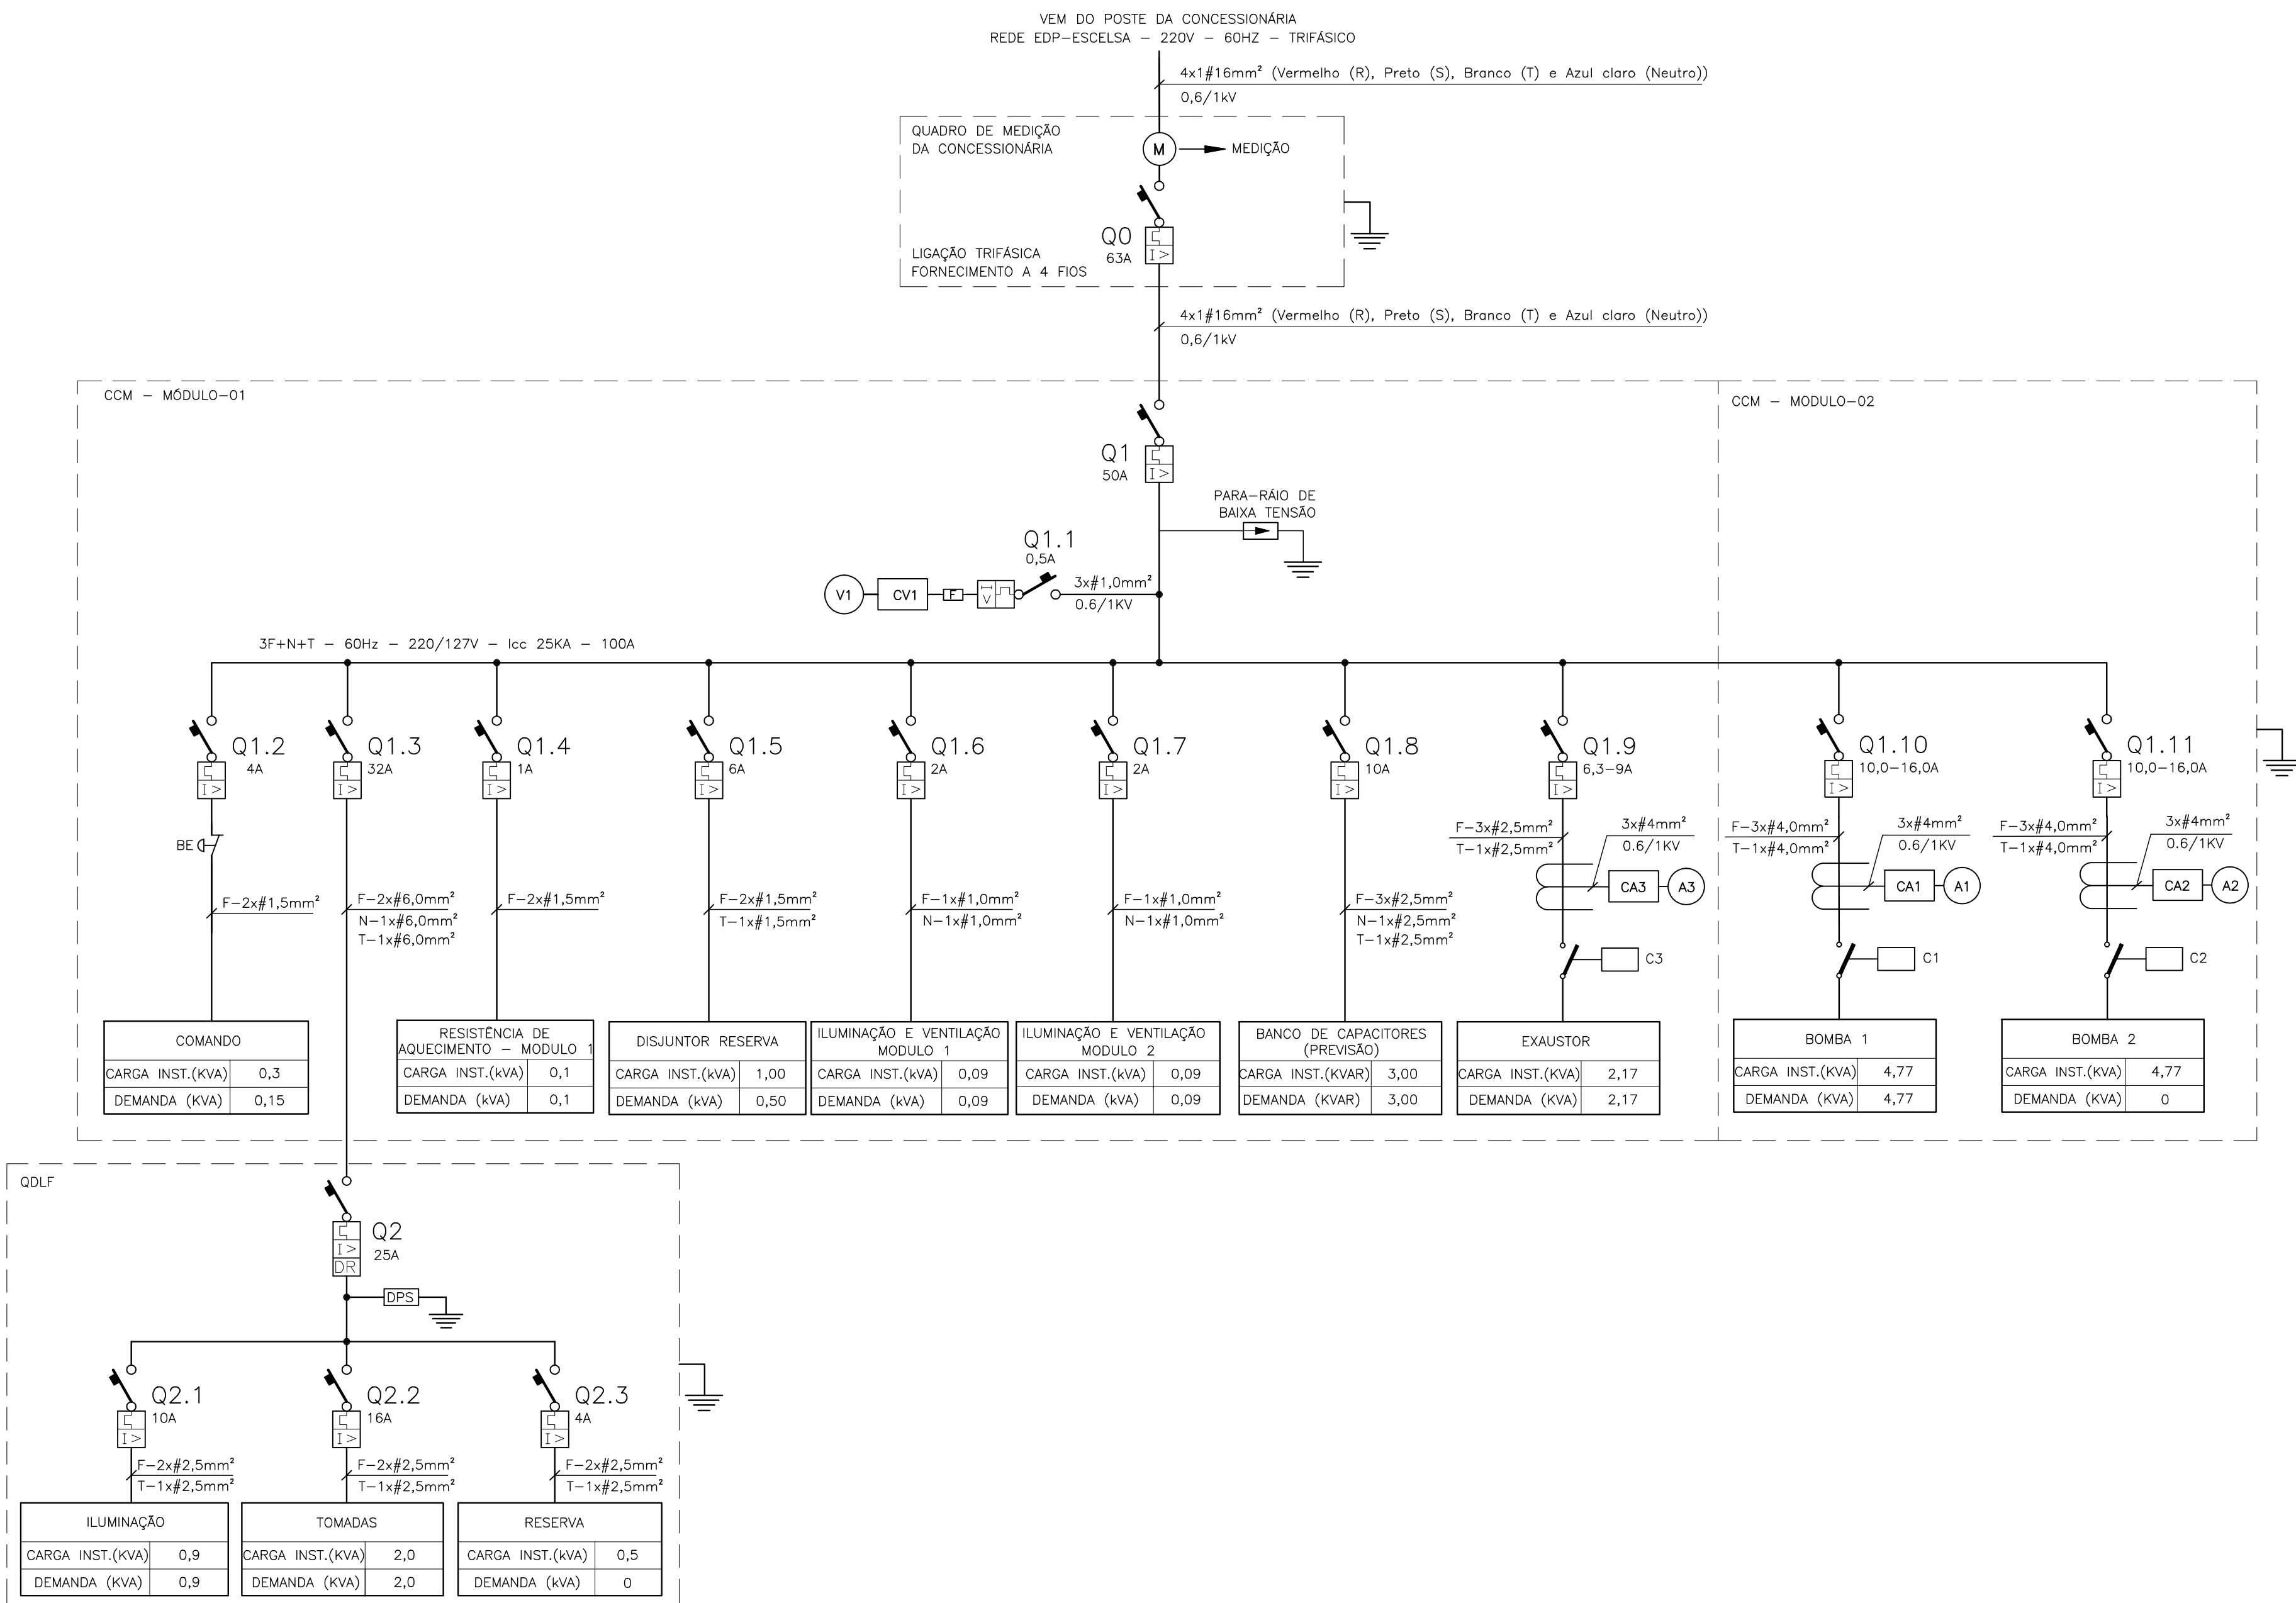 VEM DO POSTE DA CONCESSIONÁRIA
REDE EDP-ESCELSA - 220V - 60HZ - TRIFÁSICO
4x1#16mm² (Vermelho (R), Preto (S), Branco (T) e Azul claro (Neutro))
0,6/1kV
QUADRO DE MEDIÇÃO
DA CONCESSIONÁRIA
M
MEDIÇÃO
Q0
63A
I >
LIGAÇÃO TRIFÁSICA
FORNECIMENTO A 4 FIOS
4x1#16mm² (Vermelho (R), Preto (S), Branco (T) e Azul claro (Neutro))
0,6/1kV
CCM - MÓDULO-01
CCM - MODULO-02
Q1
50A
I >
PARA-RÁIO DE
BAIXA TENSÃO
Q1.1
0,5A
V1
CV1
F
I >
3x#1,0mm²
0.6/1KV
3F+N+T - 60Hz - 220/127V - Icc 25KA - 100A
Q1.2
4A
I >
BE
F-2x#1,5mm²
COMANDO
CARGA INST.(KVA) 0,3
DEMANDA (KVA) 0,15
Q1.3
32A
I >
F-2x#6,0mm²
N-1x#6,0mm²
T-1x#6,0mm²
Q1.4
1A
I >
F-2x#1,5mm²
RESISTÊNCIA DE
AQUECIMENTO - MODULO 1
CARGA INST.(kVA) 0,1
DEMANDA (kVA) 0,1
Q1.5
6A
I >
F-2x#1,5mm²
T-1x#1,5mm²
DISJUNTOR RESERVA
CARGA INST.(kVA) 1,00
DEMANDA (kVA) 0,50
Q1.6
2A
I >
F-1x#1,0mm²
N-1x#1,0mm²
ILUMINAÇÃO E VENTILAÇÃO
MODULO 1
CARGA INST.(kVA) 0,09
DEMANDA (kVA) 0,09
Q1.7
2A
I >
F-1x#1,0mm²
N-1x#1,0mm²
ILUMINAÇÃO E VENTILAÇÃO
MODULO 2
CARGA INST.(kVA) 0,09
DEMANDA (kVA) 0,09
Q1.8
10A
I >
F-3x#2,5mm²
N-1x#2,5mm²
T-1x#2,5mm²
BANCO DE CAPACITORES
(PREVISÃO)
CARGA INST.(KVAR) 3,00
DEMANDA (KVAR) 3,00
Q1.9
6,3-9A
I >
F-3x#2,5mm²
T-1x#2,5mm²
3x#4mm²
0.6/1KV
CA3
A3
C3
EXAUSTOR
CARGA INST.(KVA) 2,17
DEMANDA (KVA) 2,17
Q1.10
10,0-16,0A
I >
F-3x#4,0mm²
T-1x#4,0mm²
3x#4mm²
0.6/1KV
CA1
A1
C1
BOMBA 1
CARGA INST.(KVA) 4,77
DEMANDA (KVA) 4,77
Q1.11
10,0-16,0A
I >
F-3x#4,0mm²
T-1x#4,0mm²
3x#4mm²
0.6/1KV
CA2
A2
C2
BOMBA 2
CARGA INST.(KVA) 4,77
DEMANDA (KVA) 0
QDLF
Q2
25A
I >
DR
DPS
Q2.1
10A
I >
F-2x#2,5mm²
T-1x#2,5mm²
ILUMINAÇÃO
CARGA INST.(KVA) 0,9
DEMANDA (KVA) 0,9
Q2.2
16A
I >
F-2x#2,5mm²
T-1x#2,5mm²
TOMADAS
CARGA INST.(KVA) 2,0
DEMANDA (KVA) 2,0
Q2.3
4A
I >
F-2x#2,5mm²
T-1x#2,5mm²
RESERVA
CARGA INST.(kVA) 0,5
DEMANDA (kVA) 0